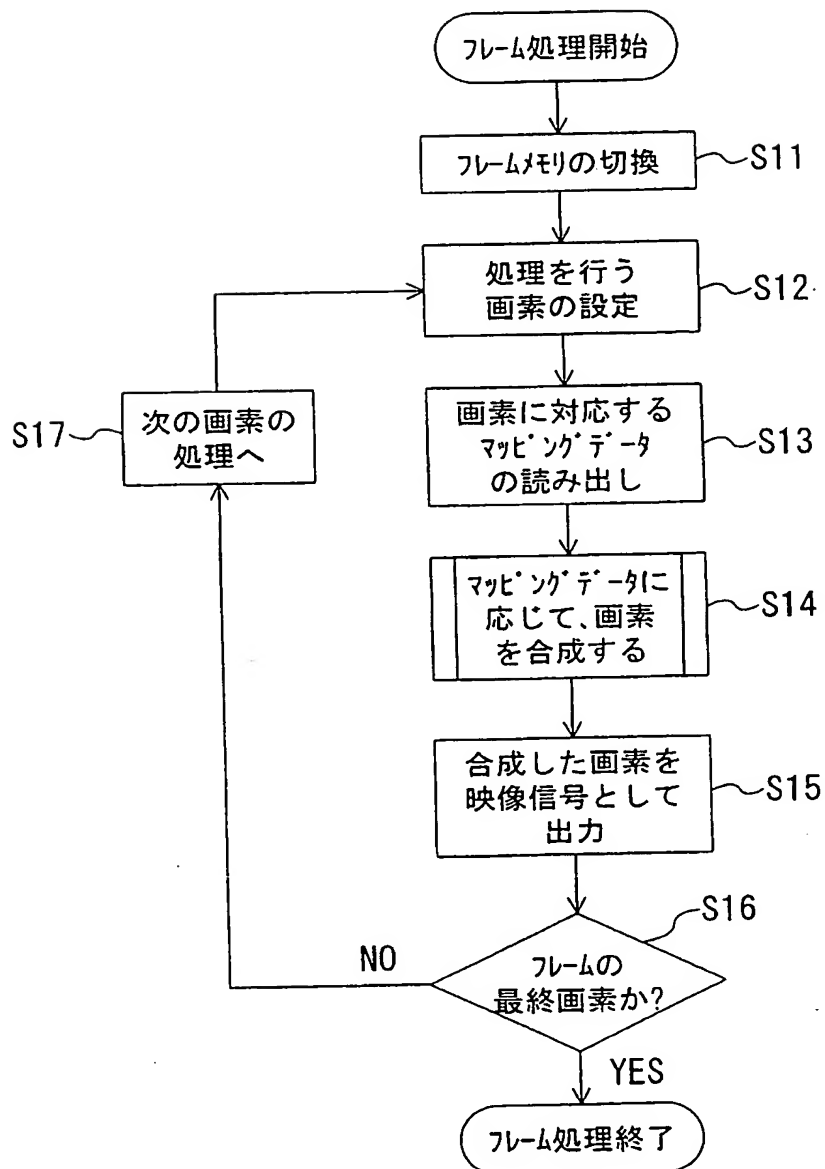 フレーム処理開始
フレームメモリの切換
S11
処理を行う
画素の設定
S12
画素に対応する
マッピングデータ
の読み出し
S13
マッピングデータに
応じて、画素
を合成する
S14
合成した画素を
映像信号として
出力
S15
フレームの
最終画素か?
S16
NO
YES
S17
次の画素の
処理へ
フレーム処理終了